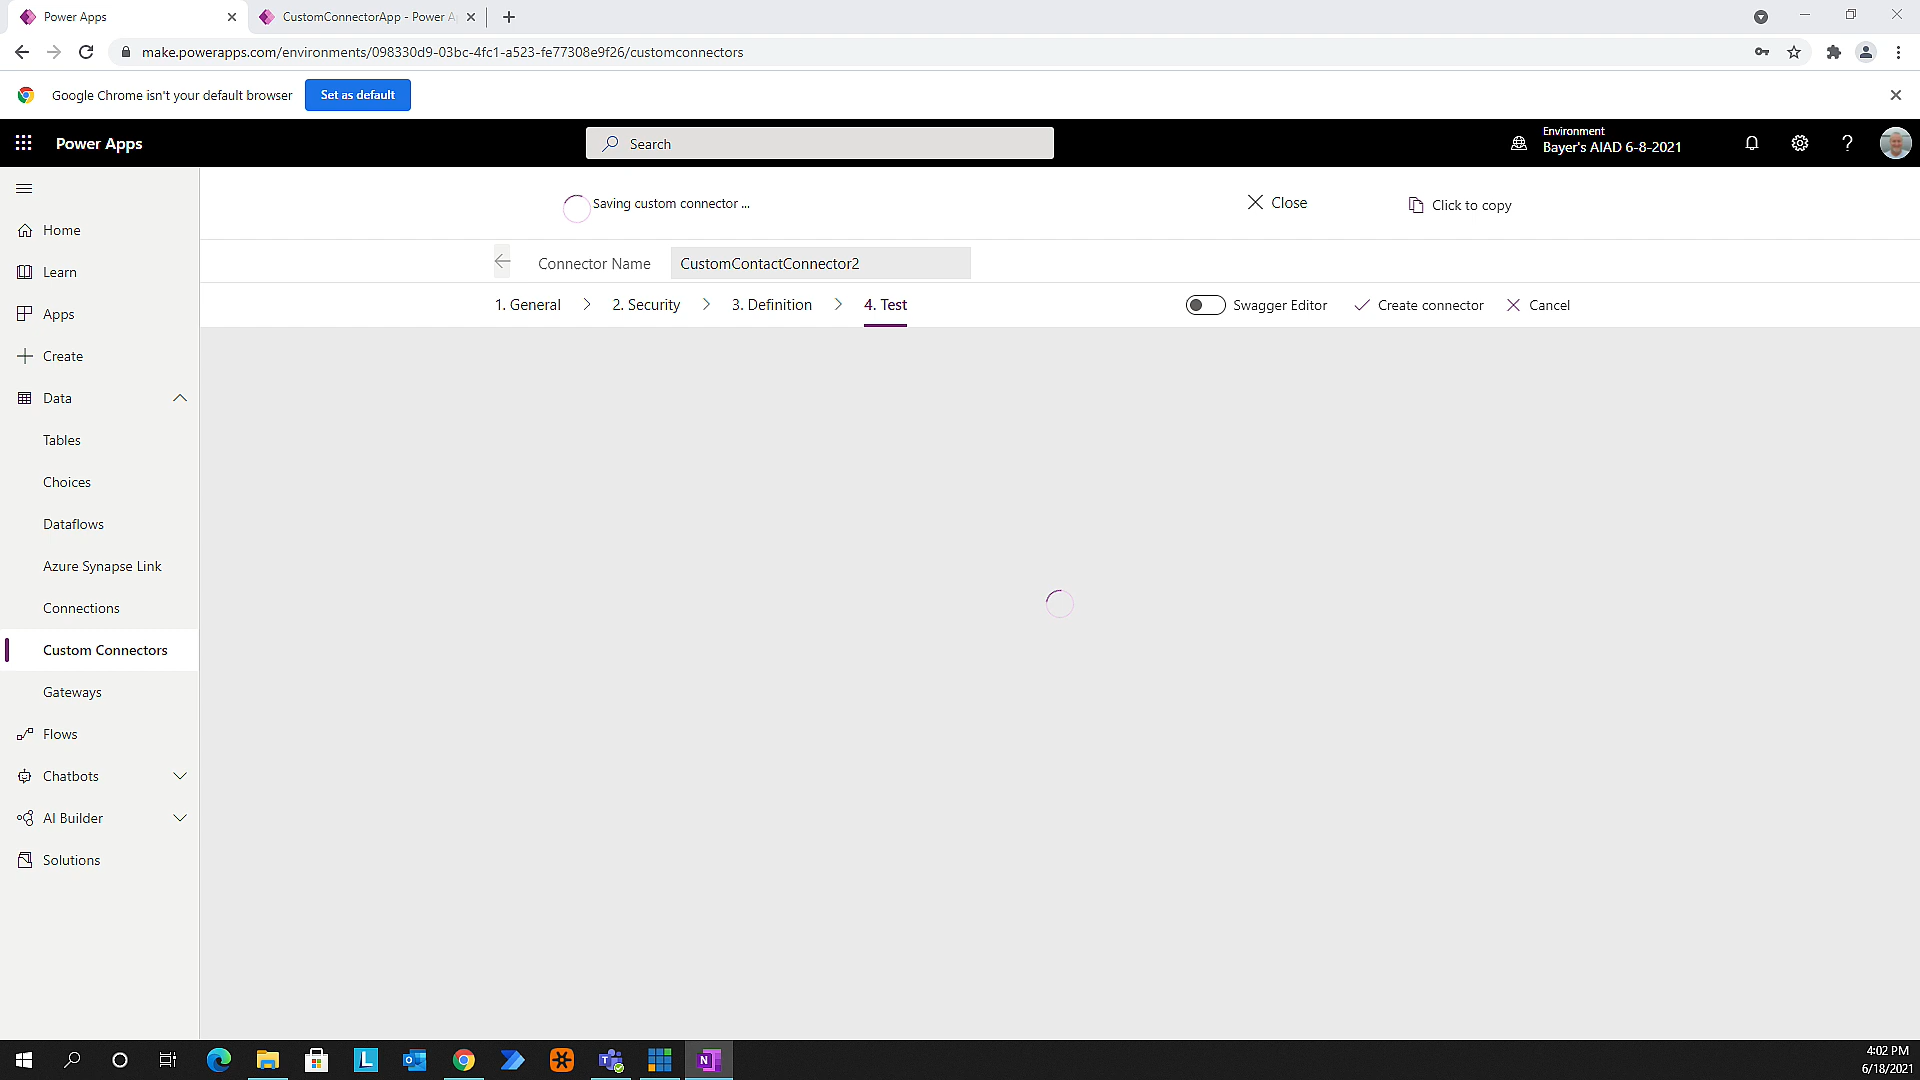 Power Apps
CustomConnectorApp - Power A
make.powerapps.com/environments/098330d9-03bc-4fc1-a523-fe77308e9f26/customconnectors
Google Chrome isn't your default browser
Set as default
Power Apps
Search
Environment
Bayer's AIAD 6-8-2021
Saving custom connector ...
Close
Click to copy
Connector Name
CustomContactConnector2
1. General
2. Security
3. Definition
4. Test
Swagger Editor
Create connector
Cancel
Home
Learn
Apps
Create
Data
Tables
Choices
Dataflows
Azure Synapse Link
Connections
Custom Connectors
Gateways
Flows
Chatbots
AI Builder
Solutions
4:02 PM
6/18/2021